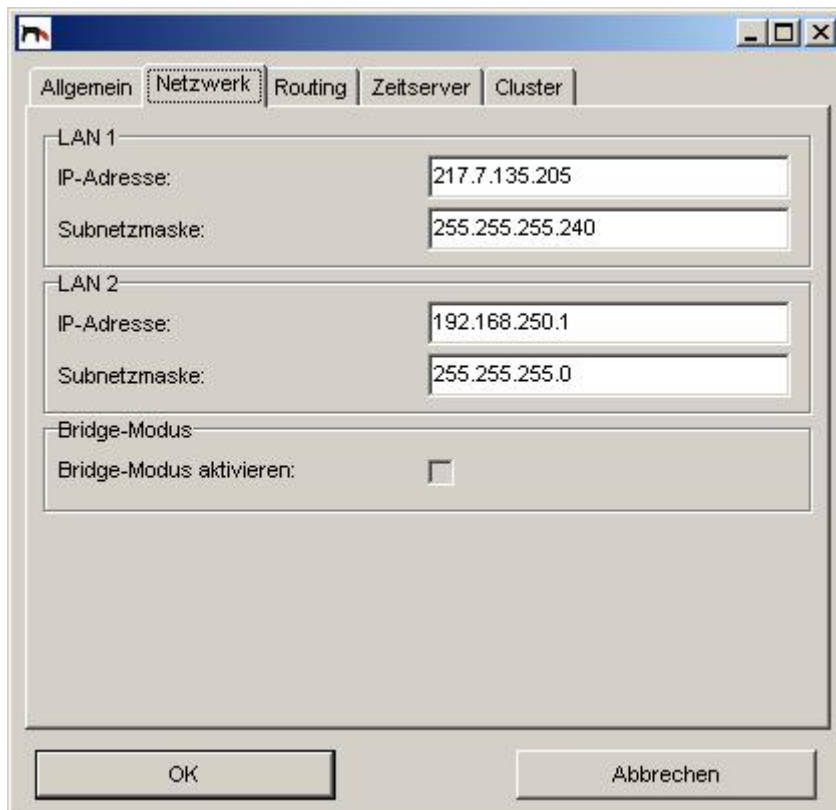 Allgemein Netzwerk Routing Zeitserver Cluster
LAN 1
IP-Adresse: 217.7.135.205
Subnetzmaske: 255.255.255.240
LAN 2
IP-Adresse: 192.168.250.1
Subnetzmaske: 255.255.255.0
Bridge-Modus
Bridge-Modus aktivieren:
OK Abbrechen